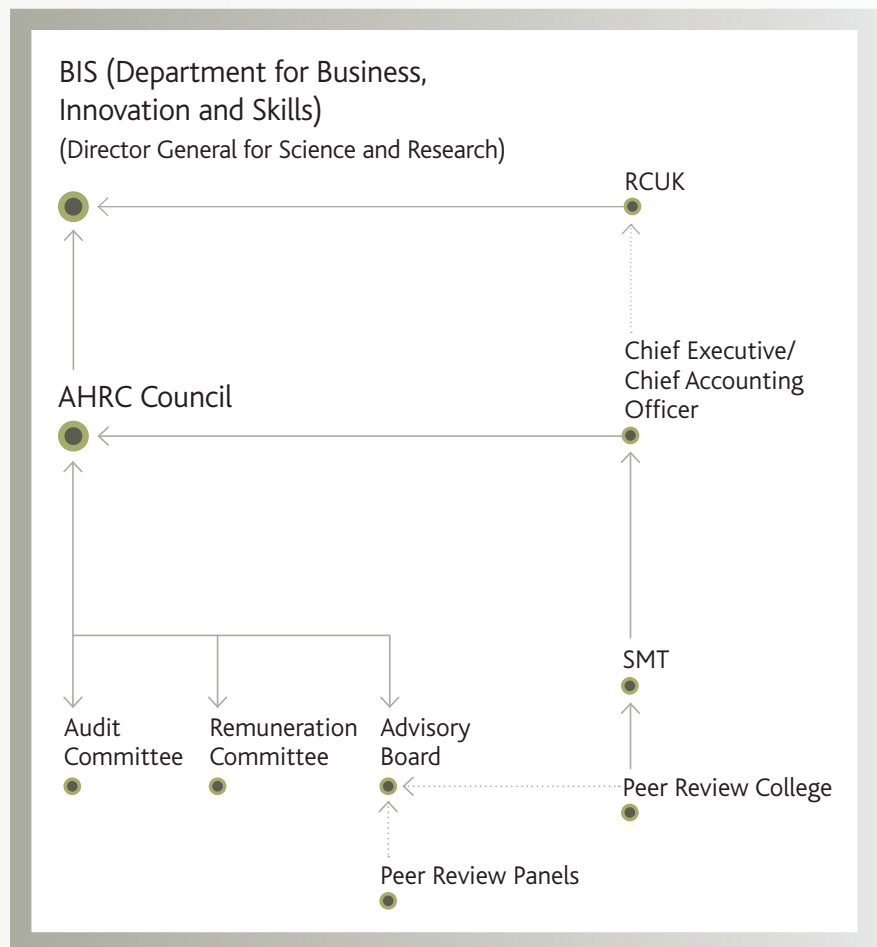 BIS (Department for Business,
Innovation and Skills)
(Director General for Science and Research)
RCUK
Chief Executive/
Chief Accounting
Officer
AHRC Council
SMT
Audit
Committee
Remuneration
Committee
Advisory
Board
Peer Review College
Peer Review Panels